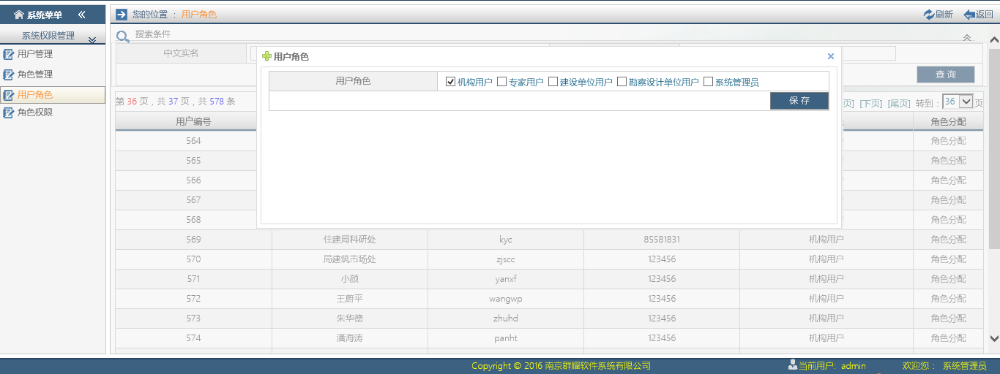 系统菜单
您的位置 : 用户角色
刷新 返回
系统权限管理
用户管理
角色管理
用户角色
角色权限
搜索条件
中文实名
查 询
用户角色
用户角色 机构用户 专家用户 建设单位用户 勘察设计单位用户 系统管理员
保 存
第 36 页 , 共 37 页 , 共 578 条
页] [下页] [尾页] 转到 : 36 页
用户编号 角色分配
564 角色分配
565 角色分配
566 角色分配
567 角色分配
568 角色分配
569 住建局科研处 kyc 85581831 机构用户 角色分配
570 局建筑市场处 zjscc 123456 机构用户 角色分配
571 小颜 yanxf 123456 机构用户 角色分配
572 王蔚平 wangwp 123456 机构用户 角色分配
573 朱华德 zhuhd 123456 机构用户 角色分配
574 潘海涛 panht 123456 机构用户 角色分配
Copyright © 2016 南京群耀软件系统有限公司
当前用户: admin 欢迎您 : 系统管理员